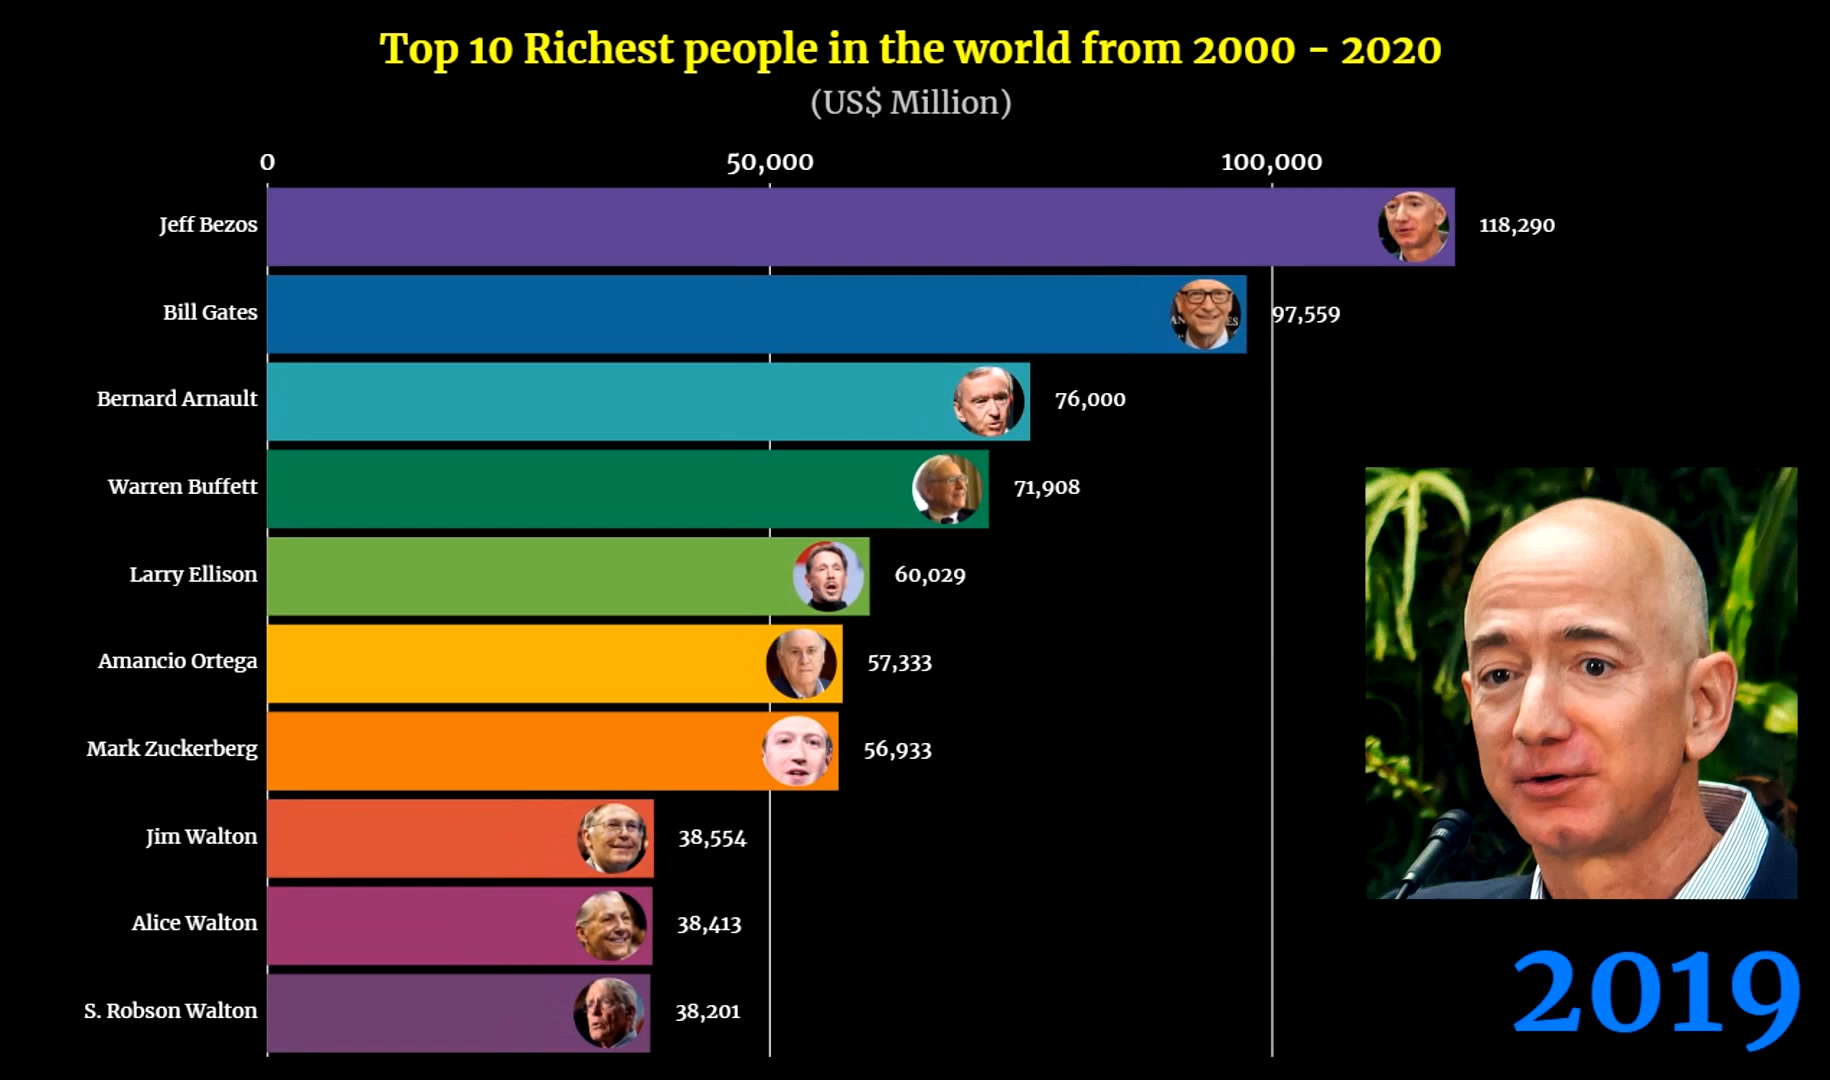 Top 10 Richest people in the world from 2000 - 2020
(US$ Million)
0 50,000 100,000
Jeff Bezos 118,290
Bill Gates 97,559
Bernard Arnault 76,000
Warren Buffett 71,908
Larry Ellison 60,029
Amancio Ortega 57,333
Mark Zuckerberg 56,933
Jim Walton 38,554
Alice Walton 38,413
S. Robson Walton 38,201
2019